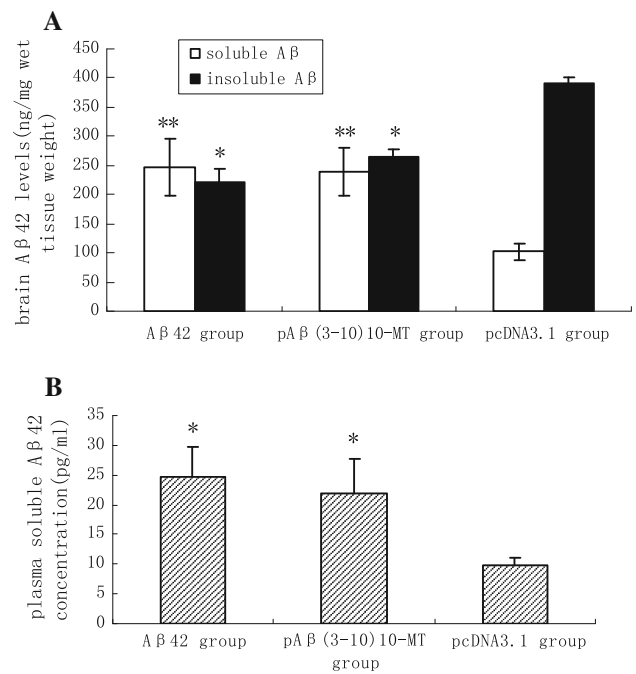 A
brain Aβ42 levels(ng/mg wet
tissue weight)
450
400
350
300
250
200
150
100
50
0
soluble Aβ
insoluble Aβ
**
*
**
*
Aβ42 group
pAβ(3-10)10-MT group
pcDNA3.1 group
B
plasma soluble Aβ42
concentration(pg/ml)
35
30
25
20
15
10
5
0
*
*
Aβ42 group
pAβ(3-10)10-MT
group
pcDNA3.1 group